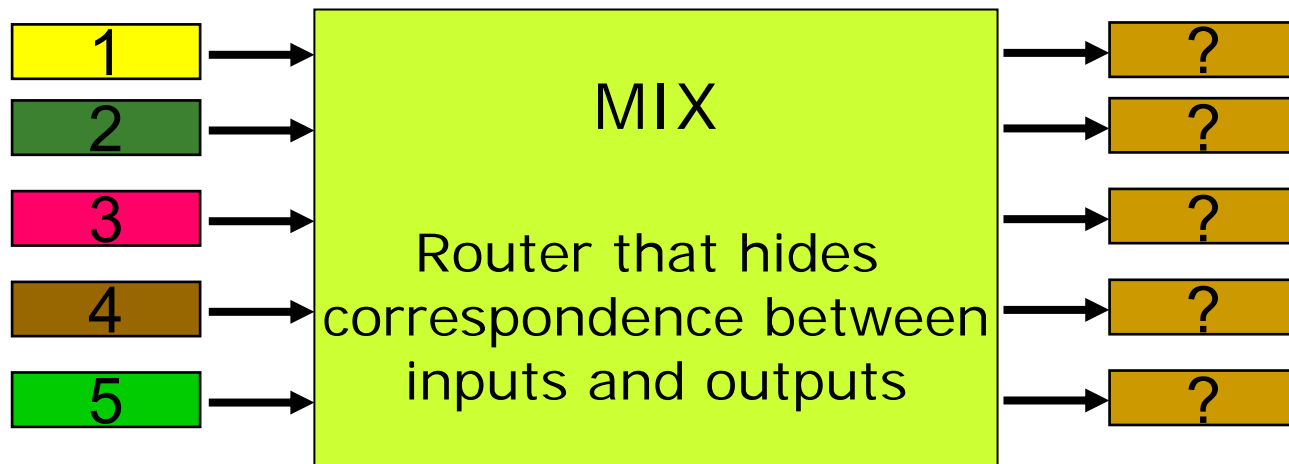 1
2
3
4
5
MIX
Router that hides
correspondence between
inputs and outputs
?
?
?
?
?